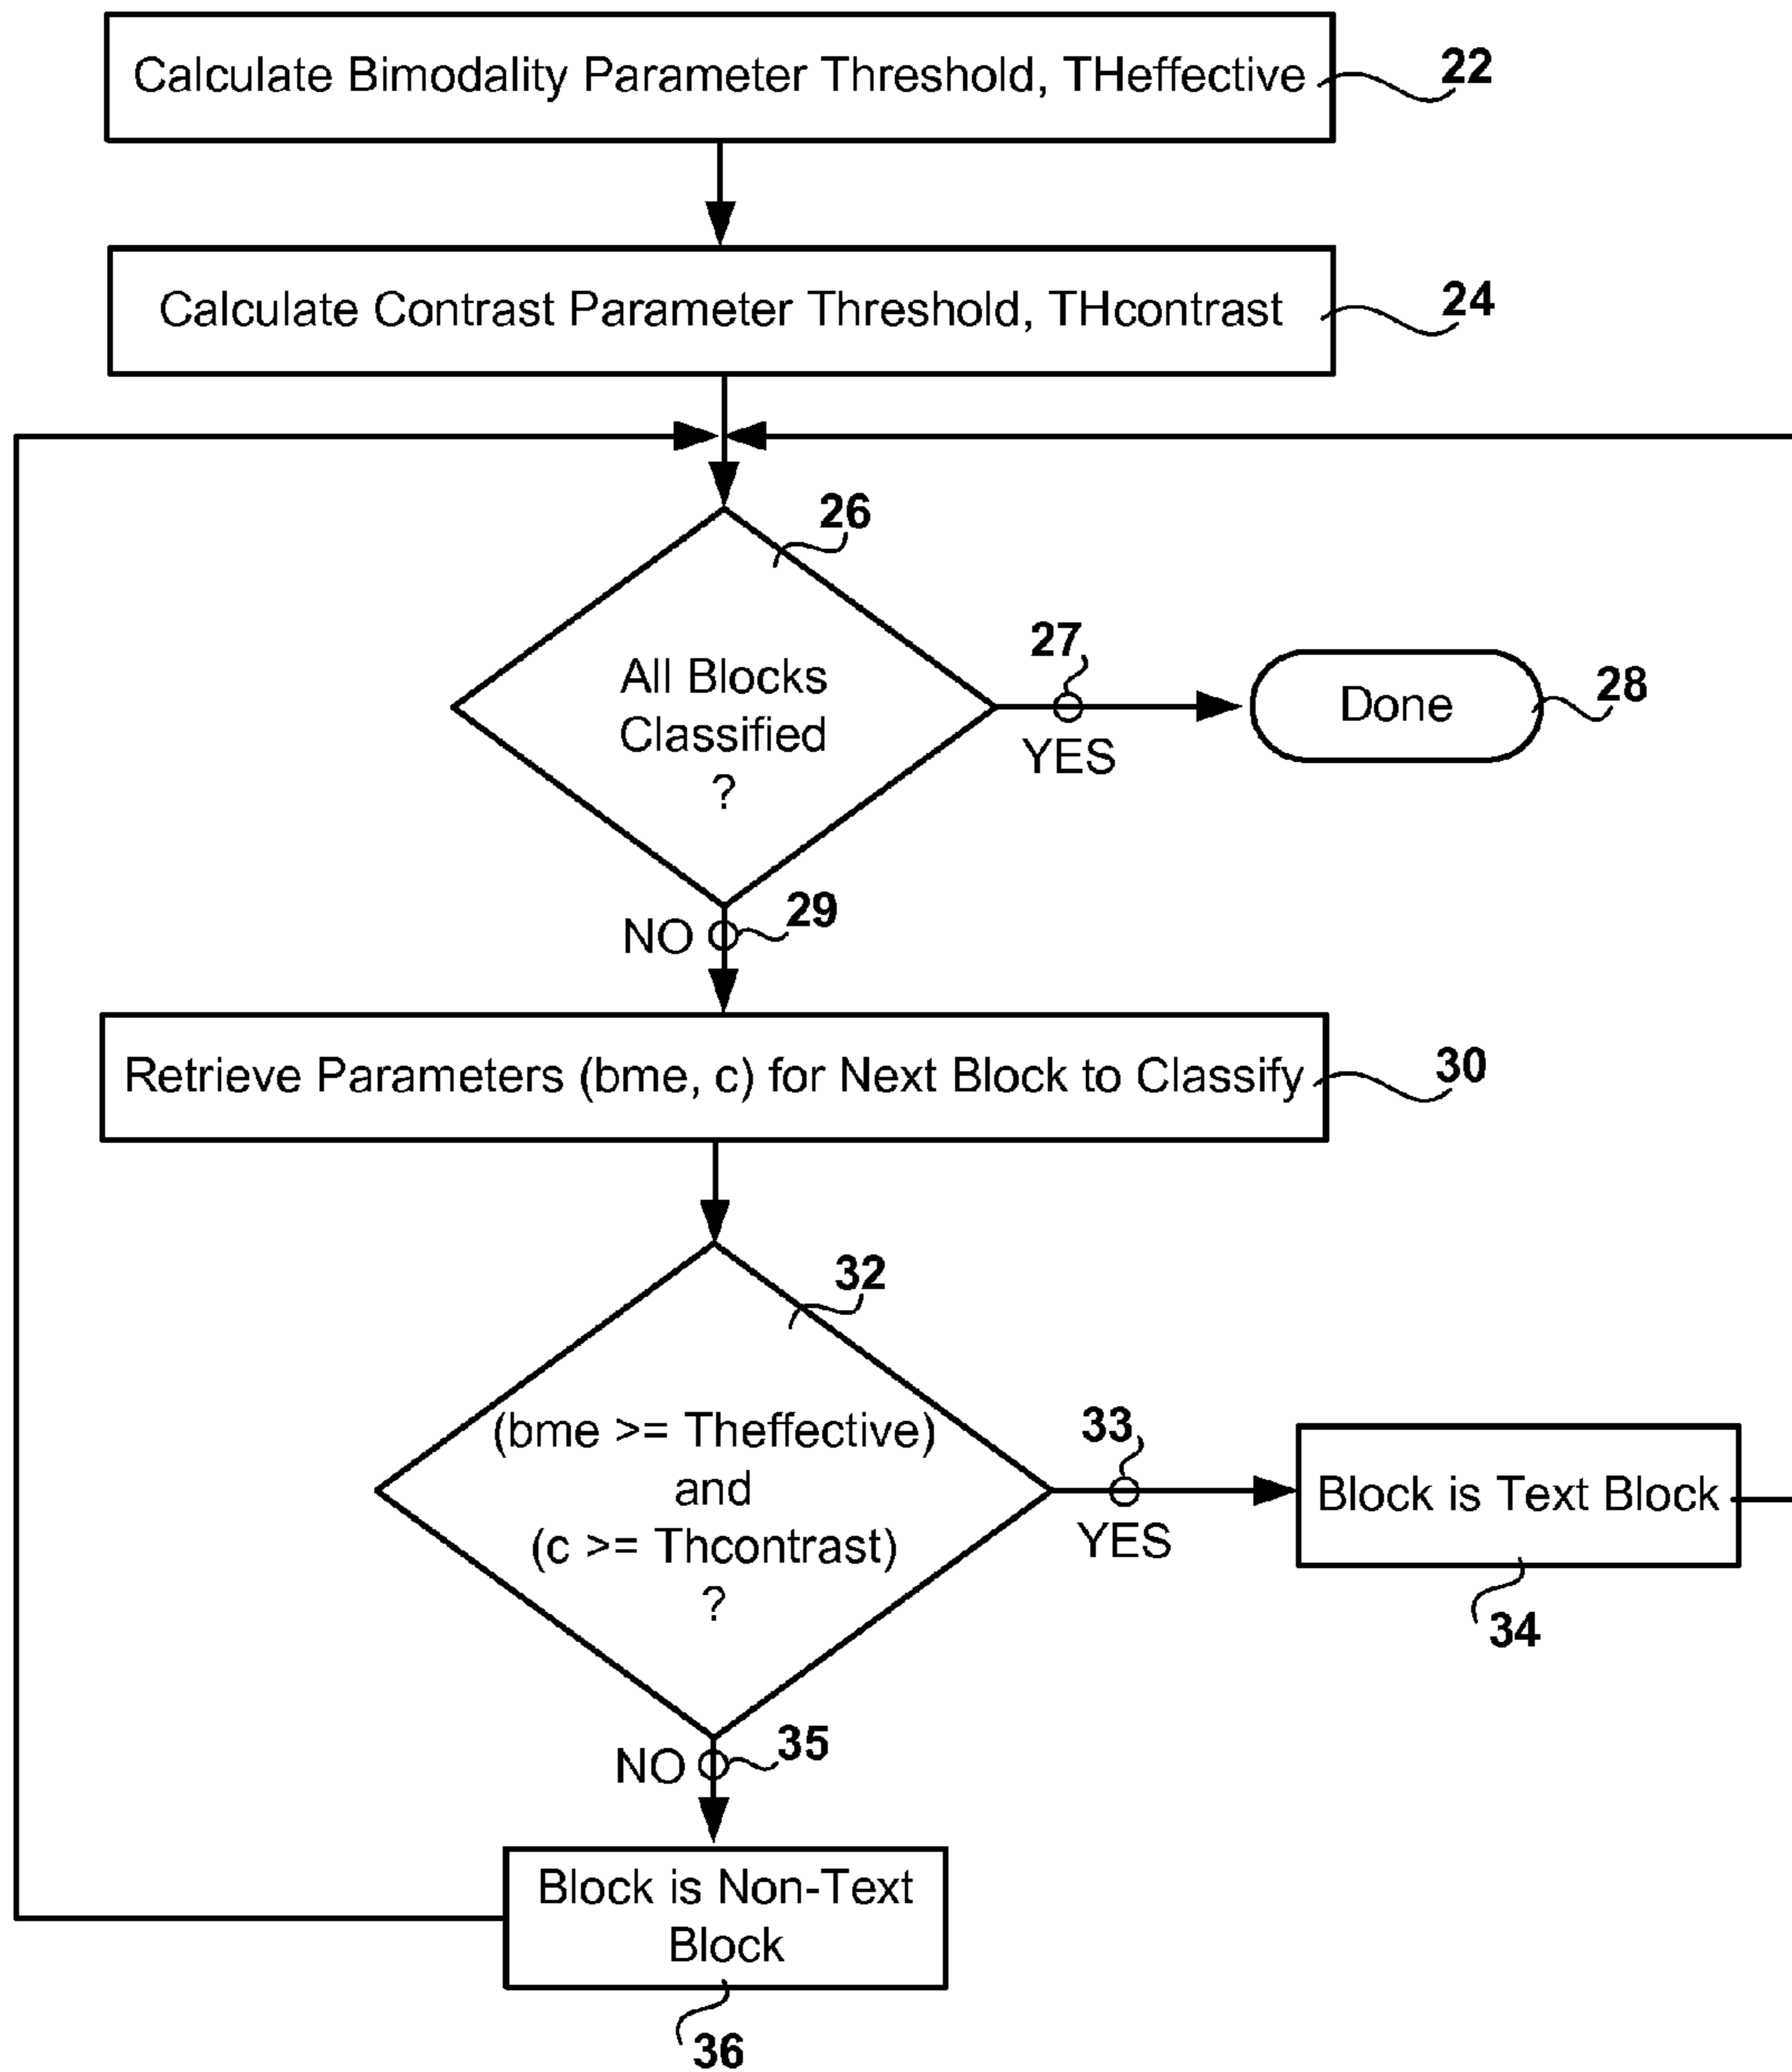 Calculate Bimodality Parameter Threshold, THeffective
22
Calculate Contrast Parameter Threshold, THcontrast
24
26
All Blocks
Classified
?
27
YES
Done
28
NO
29
Retrieve Parameters (bme, c) for Next Block to Classify
30
32
(bme >= Theffective)
and
(c >= Thcontrast)
?
33
YES
Block is Text Block
34
NO
35
Block is Non-Text
Block
36